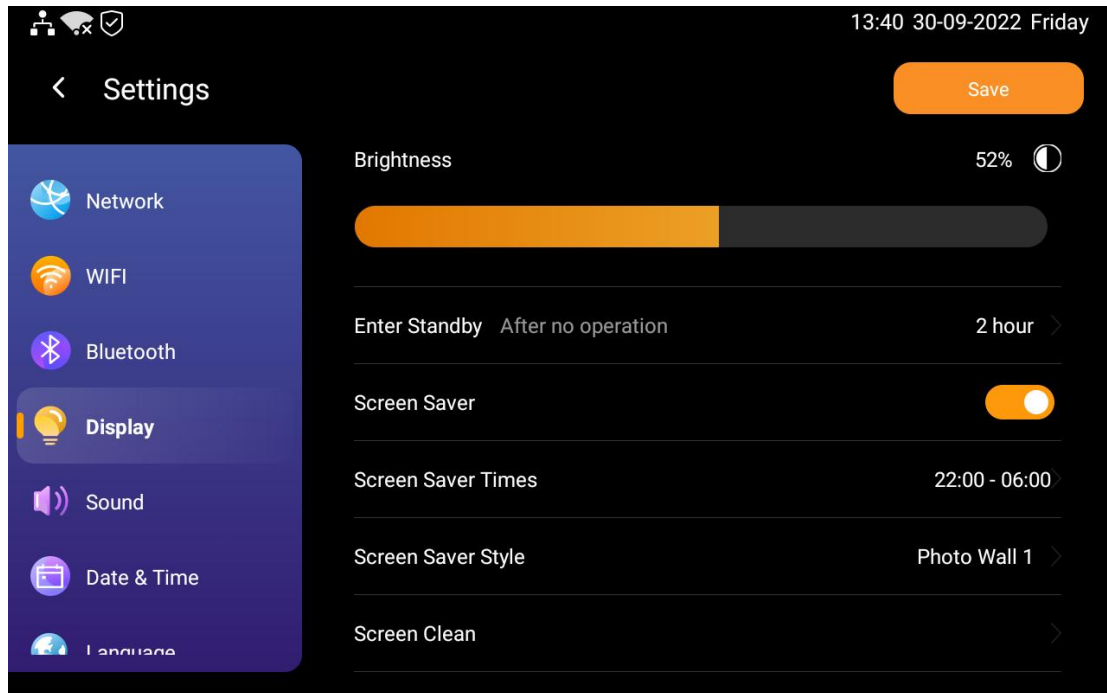 13:40 30-09-2022 Friday
Settings
Save
Network
WIFI
Bluetooth
Display
Sound
Date & Time
Language
Brightness 52%
Enter Standby After no operation 2 hour
Screen Saver
Screen Saver Times 22:00 - 06:00
Screen Saver Style Photo Wall 1
Screen Clean